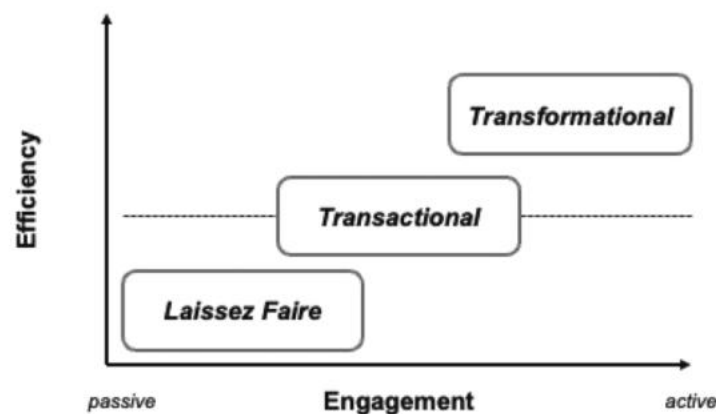 Efficiency
Transformational
Transactional
Laissez Faire
passive
Engagement
active